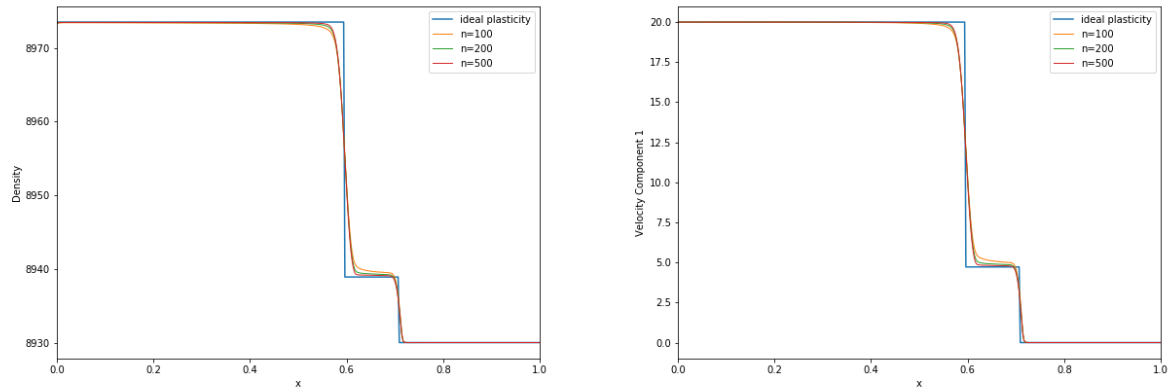 ideal plasticity
n=100
n=200
n=500
8970
8960
8950
8940
8930
Density
0.0 0.2 0.4 0.6 0.8 1.0
x
ideal plasticity
n=100
n=200
n=500
20.0
17.5
15.0
12.5
10.0
7.5
5.0
2.5
0.0
Velocity Component 1
0.0 0.2 0.4 0.6 0.8 1.0
x